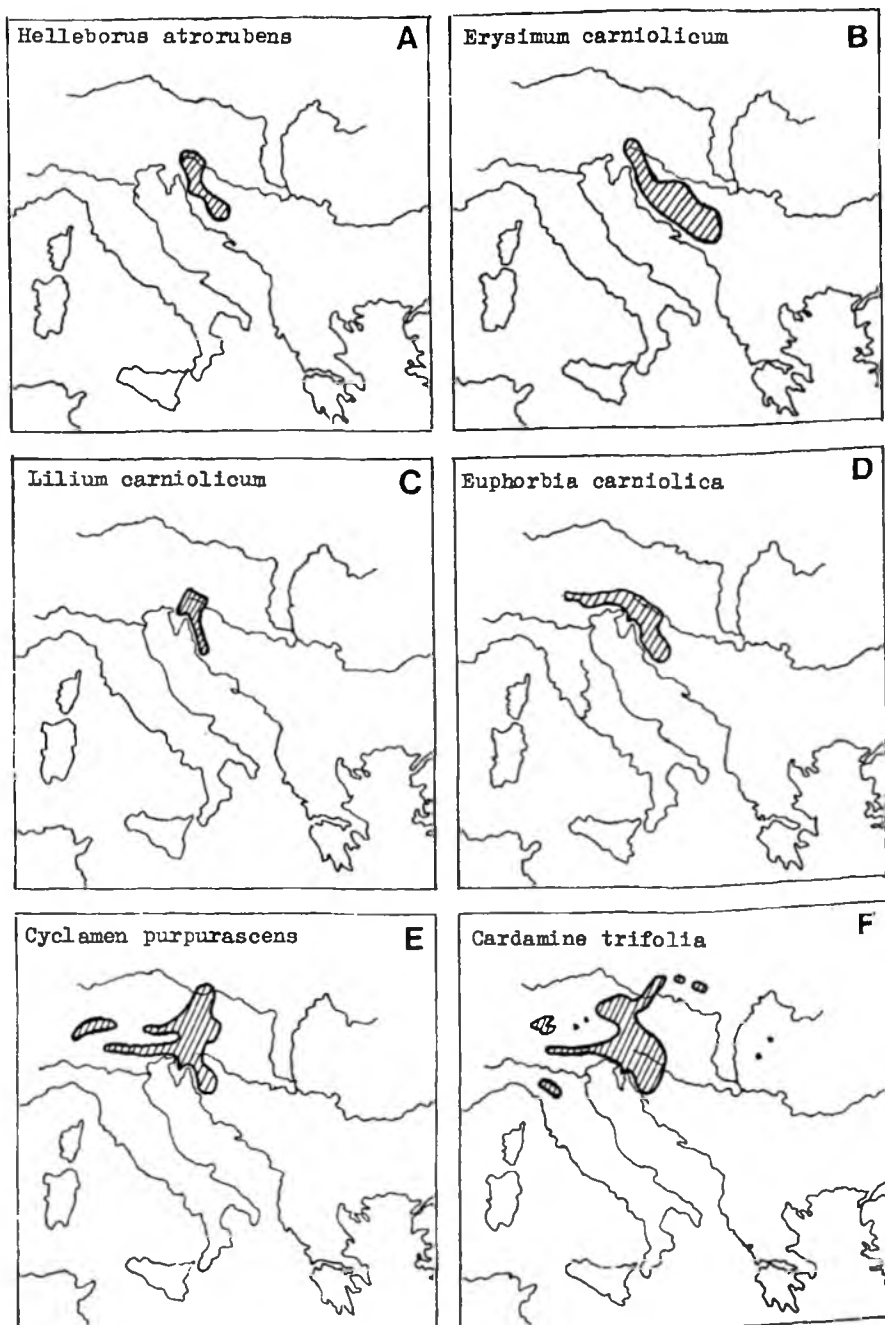 Helleborus atrorubens A
Erysimum carniolicum B
Lilium carniolicum C
Euphorbia carniolica D
Cyclamen purpurascens E
Cardamine trifolia F